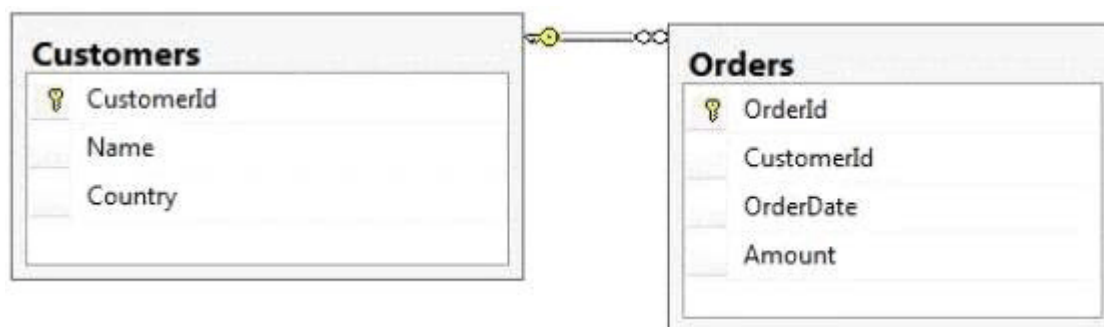 Customers
CustomerId
Name
Country
Orders
OrderId
CustomerId
OrderDate
Amount